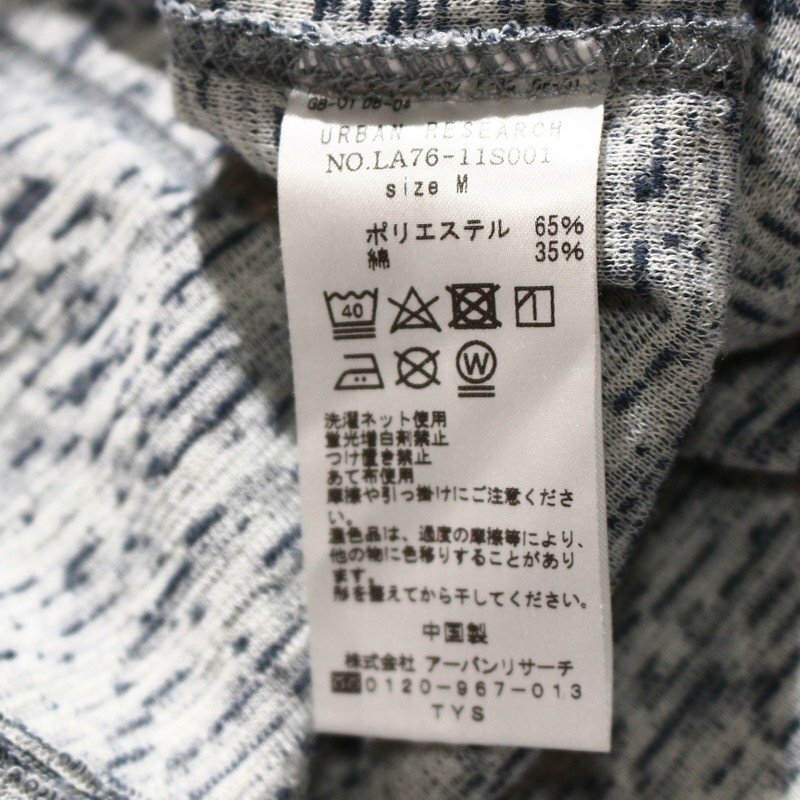 GB-01 DB-04
URBAN RESEARCH
NO.LA76-11S001
size M
ポリエステル 65%
綿 35%
40
W
洗濯ネット使用
蛍光増白剤禁止
つけ置き禁止
あて布使用
摩擦や引っ掛けにご注意くださ
い。
濃色品は、過度の摩擦等により、
他の物に色移りすることがあり
ます。
形を整えてから干してください。
中国製
株式会社 アーバンリサーチ
0120-967-013
TYS